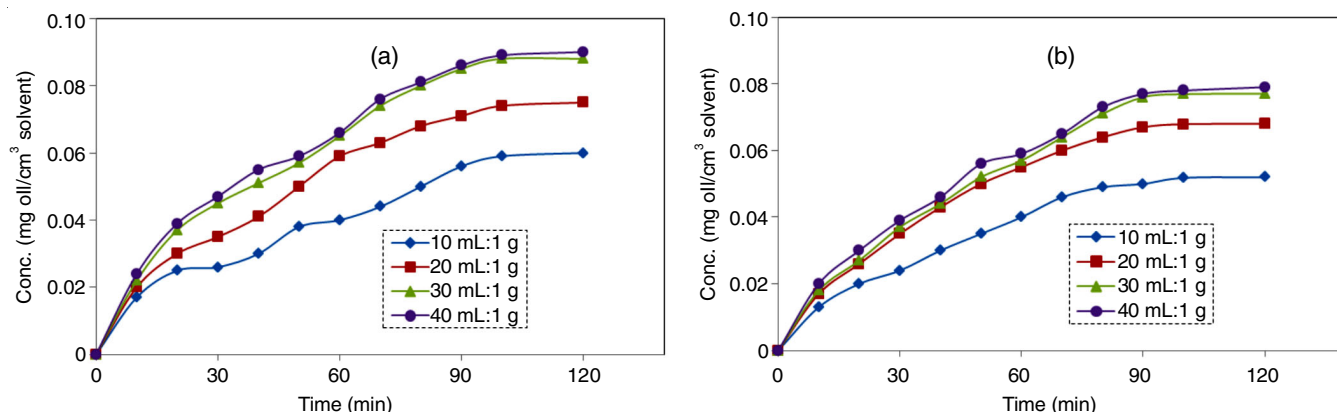 0.10
0.08
0.06
0.04
0.02
0
Conc. (mg oil/cm³ solvent)
(a)
10 mL:1 g
20 mL:1 g
30 mL:1 g
40 mL:1 g
0 30 60 90 120
Time (min)
0.10
0.08
0.06
0.04
0.02
0
Conc. (mg oil/cm³ solvent)
(b)
10 mL:1 g
20 mL:1 g
30 mL:1 g
40 mL:1 g
0 30 60 90 120
Time (min)